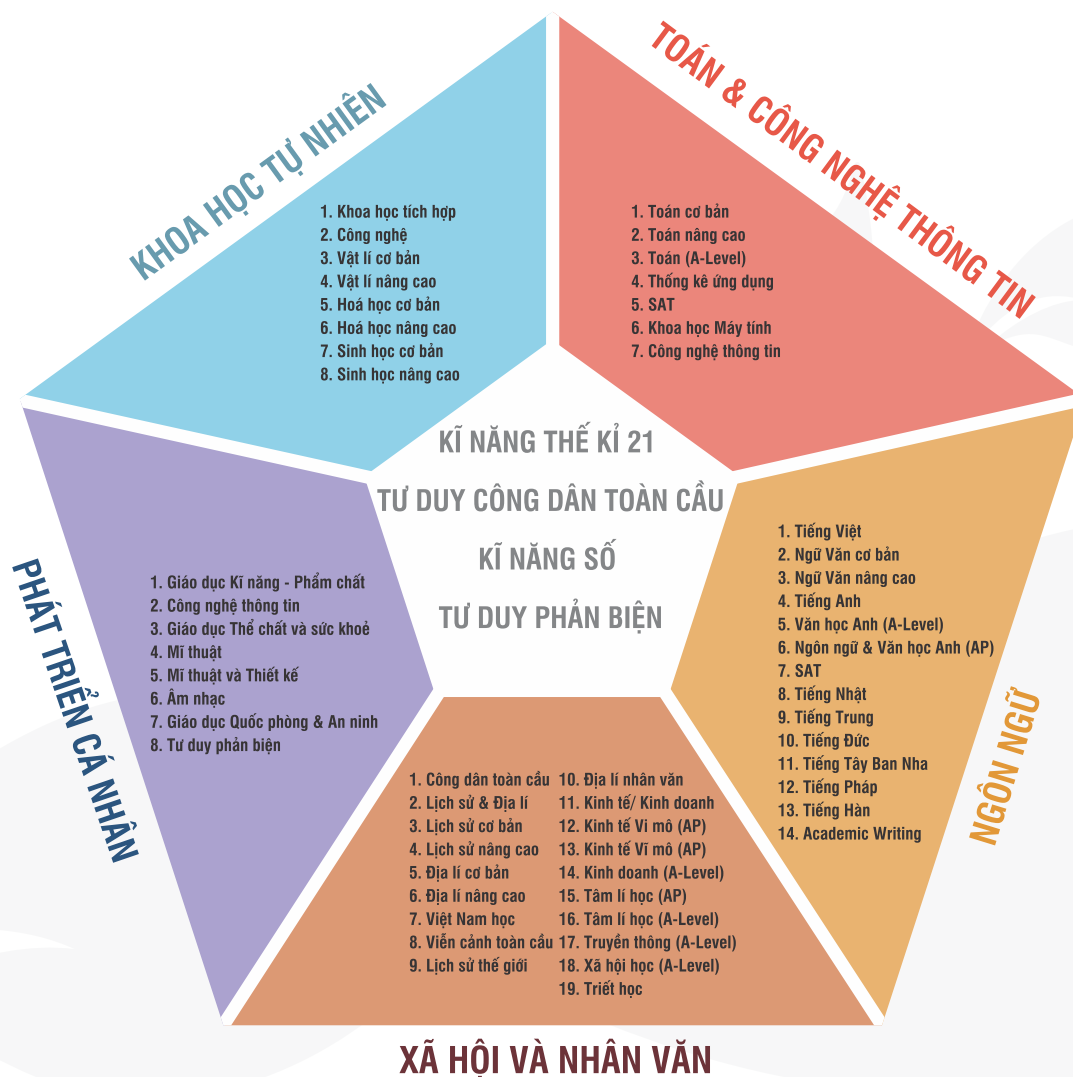 KHOA HỌC TỰ NHIÊN
1. Khoa học tích hợp
2. Công nghệ
3. Vật lí cơ bản
4. Vật lí nâng cao
5. Hoá học cơ bản
6. Hoá học nâng cao
7. Sinh học cơ bản
8. Sinh học nâng cao
TOÁN & CÔNG NGHỆ THÔNG TIN
1. Toán cơ bản
2. Toán nâng cao
3. Toán (A-Level)
4. Thống kê ứng dụng
5. SAT
6. Khoa học Máy tính
7. Công nghệ thông tin
KĨ NĂNG THẾ KỈ 21
TƯ DUY CÔNG DÂN TOÀN CẦU
KĨ NĂNG SỐ
TƯ DUY PHẢN BIỆN
PHÁT TRIỂN CÁ NHÂN
1. Giáo dục Kĩ năng - Phẩm chất
2. Công nghệ thông tin
3. Giáo dục Thể chất và sức khoẻ
4. Mĩ thuật
5. Mĩ thuật và Thiết kế
6. Âm nhạc
7. Giáo dục Quốc phòng & An ninh
8. Tư duy phản biện
NGÔN NGỮ
1. Tiếng Việt
2. Ngữ Văn cơ bản
3. Ngữ Văn nâng cao
4. Tiếng Anh
5. Văn học Anh (A-Level)
6. Ngôn ngữ & Văn học Anh (AP)
7. SAT
8. Tiếng Nhật
9. Tiếng Trung
10. Tiếng Đức
11. Tiếng Tây Ban Nha
12. Tiếng Pháp
13. Tiếng Hàn
14. Academic Writing
1. Công dân toàn cầu
2. Lịch sử & Địa lí
3. Lịch sử cơ bản
4. Lịch sử nâng cao
5. Địa lí cơ bản
6. Địa lí nâng cao
7. Việt Nam học
8. Viễn cảnh toàn cầu
9. Lịch sử thế giới
10. Địa lí nhân văn
11. Kinh tế/ Kinh doanh
12. Kinh tế Vi mô (AP)
13. Kinh tế Vĩ mô (AP)
14. Kinh doanh (A-Level)
15. Tâm lí học (AP)
16. Tâm lí học (A-Level)
17. Truyền thông (A-Level)
18. Xã hội học (A-Level)
19. Triết học
XÃ HỘI VÀ NHÂN VĂN